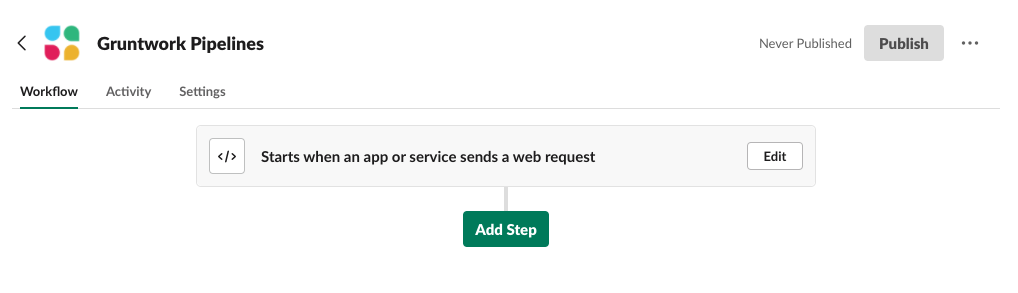 Gruntwork Pipelines
Never Published
Publish
Workflow
Activity
Settings
</>
Starts when an app or service sends a web request
Edit
Add Step